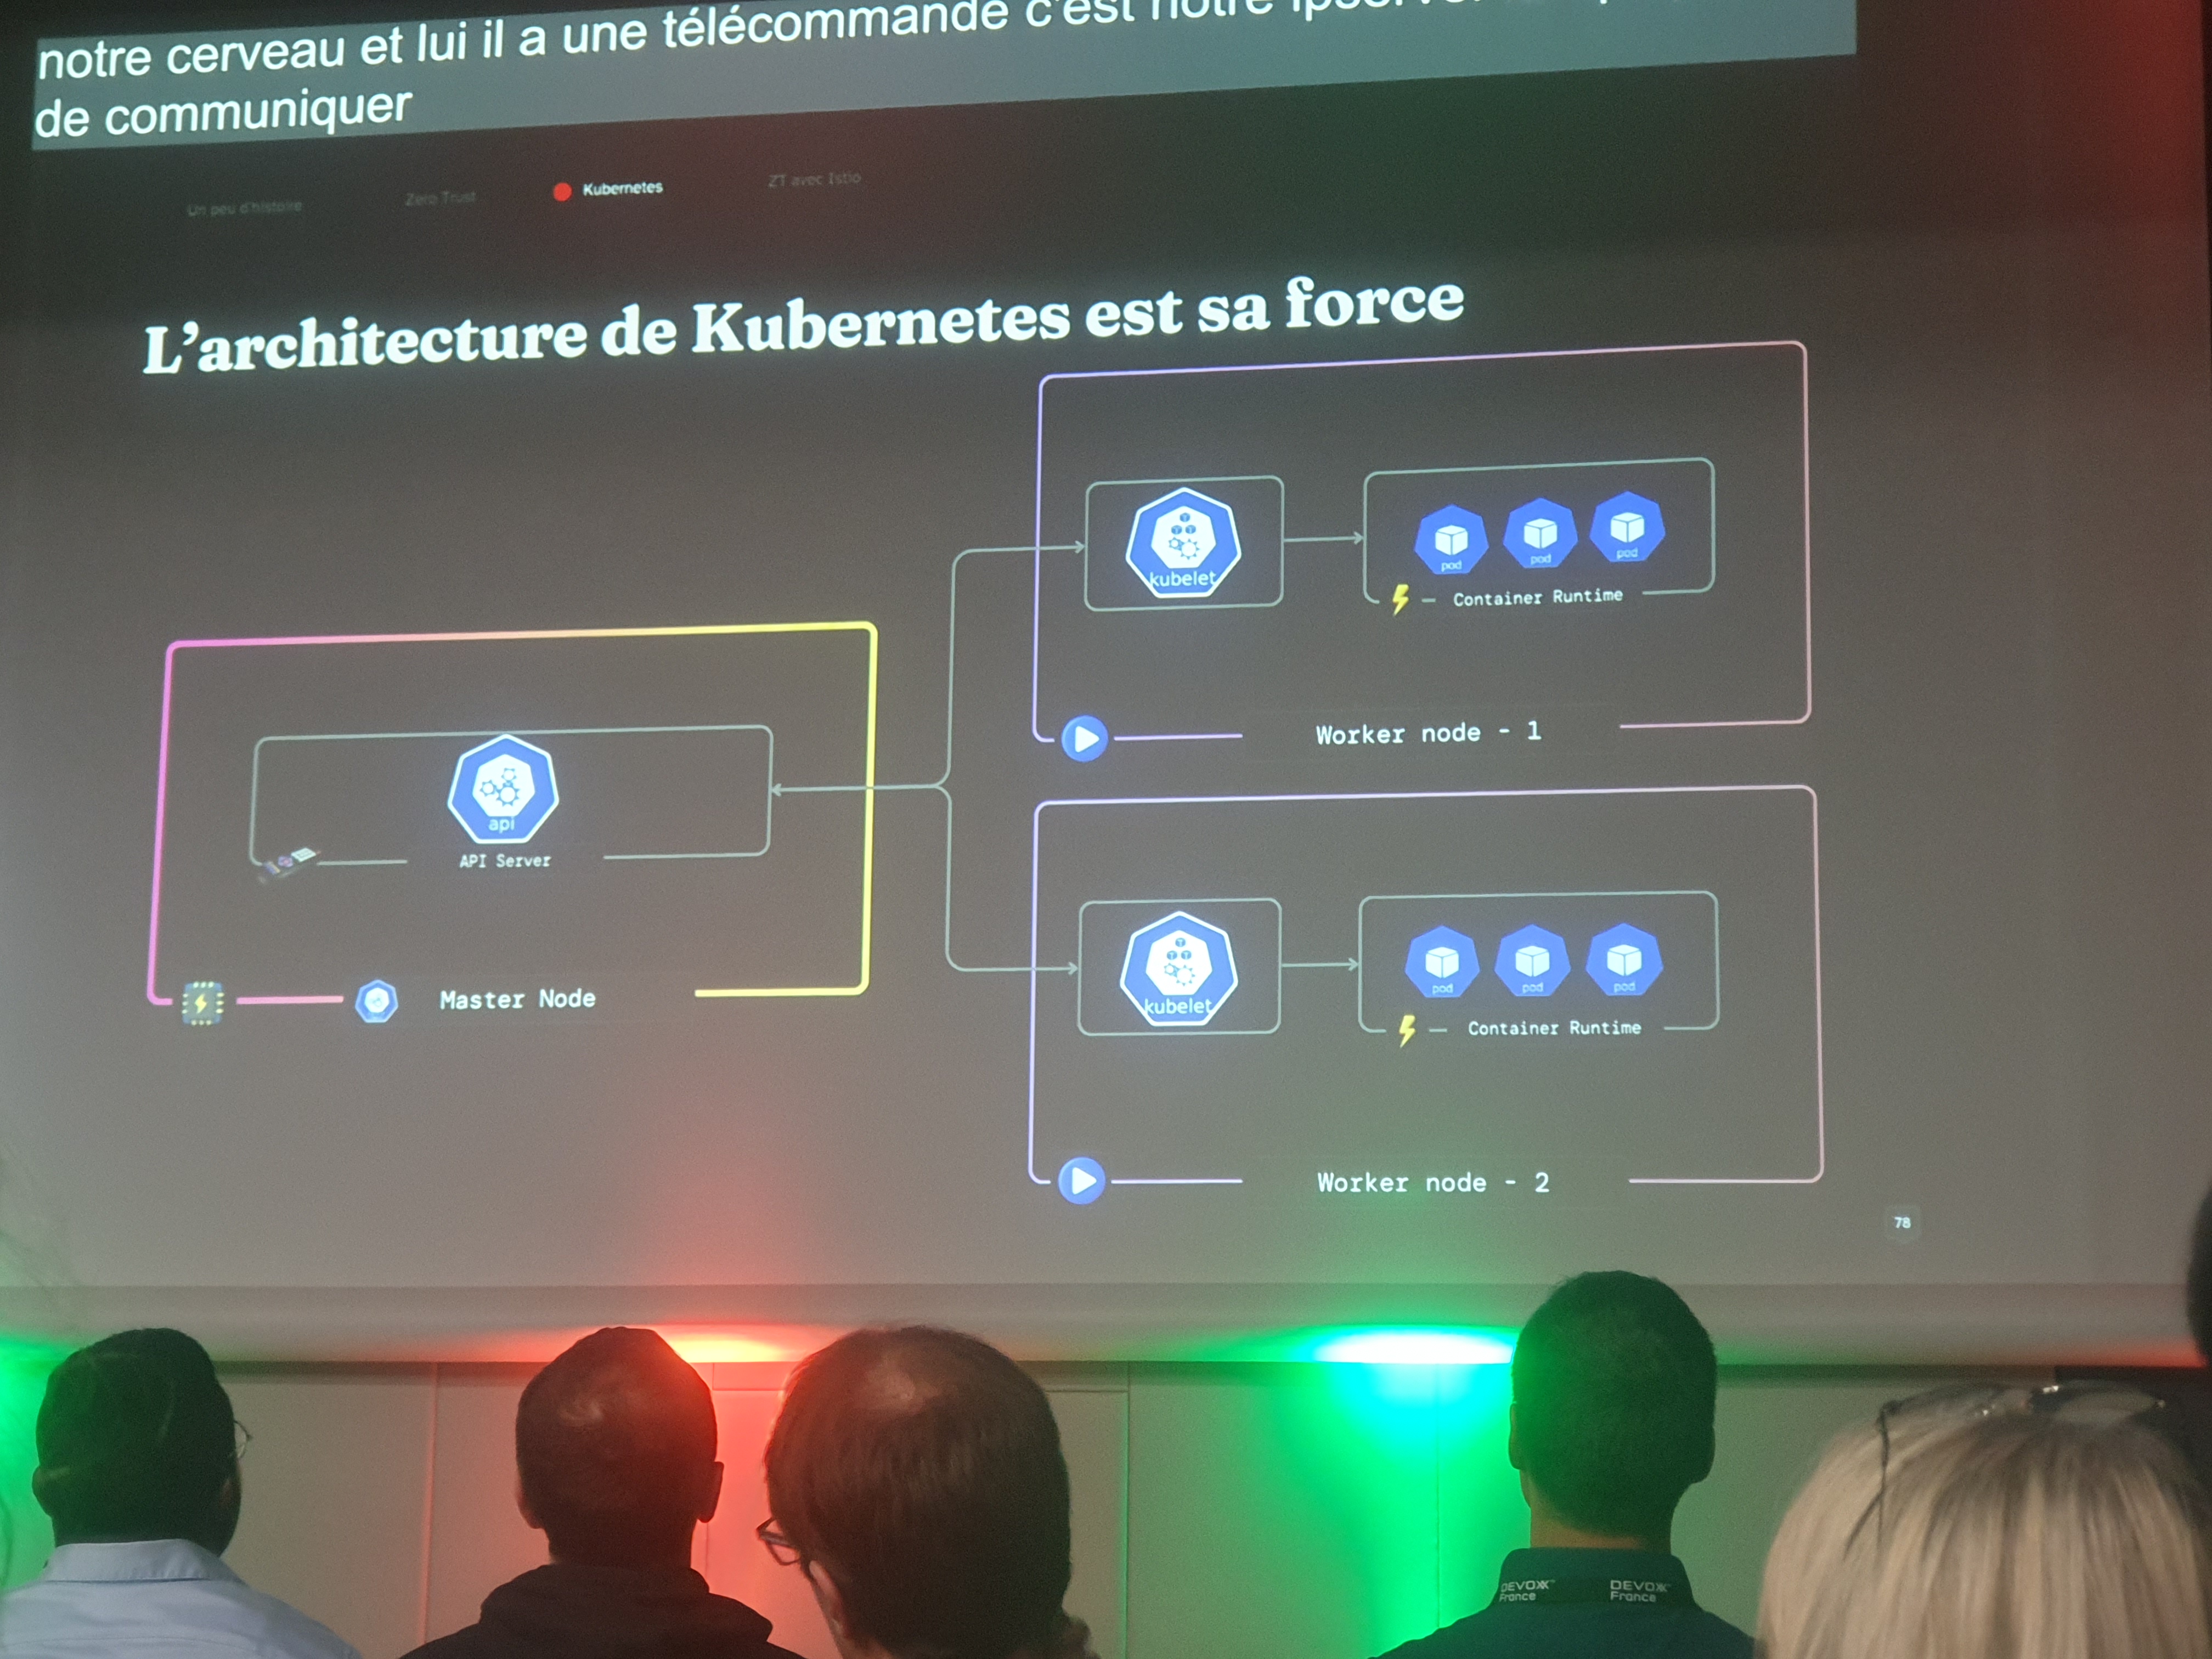 notre cerveau et lui il a une télécommande c'est notre
de communiquer
Un peu d'histoire
Zero Trust
Kubernetes
ZT avec Istio
L'architecture de Kubernetes est sa force
kubelet
pod
pod
pod
Container Runtime
Worker node - 1
api
API Server
Master Node
kubelet
pod
pod
pod
Container Runtime
Worker node - 2
78
DEVOXX
France
DEVOXX
France